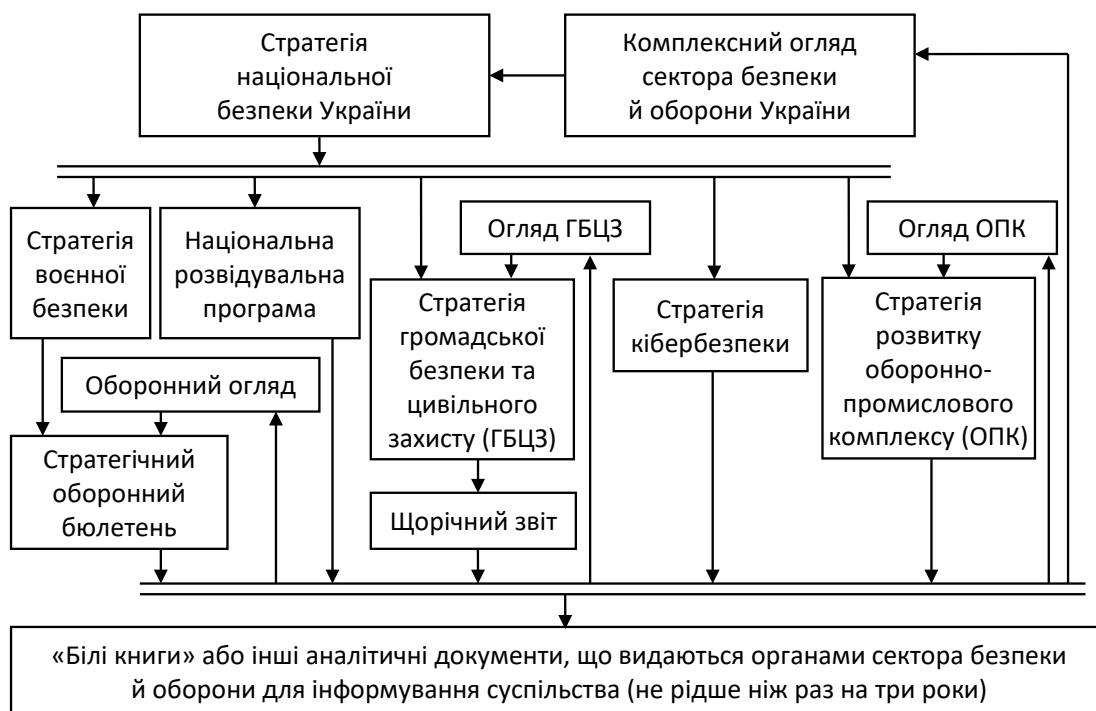 Стратегія
національної
безпеки України
Комплексний огляд
сектора безпеки
й оборони України
Стратегія
воєнної
безпеки
Національна
розвідувальна
програма
Огляд ГБЦЗ
Стратегія
громадської
безпеки та
цивільного
захисту (ГБЦЗ)
Стратегія
кібербезпеки
Огляд ОПК
Стратегія
розвитку
оборонно-
промислового
комплексу (ОПК)
Оборонний огляд
Стратегічний
оборонний
бюлетень
Щорічний звіт
«Білі книги» або інші аналітичні документи, що видаються органами сектора безпеки
й оборони для інформування суспільства (не рідше ніж раз на три роки)